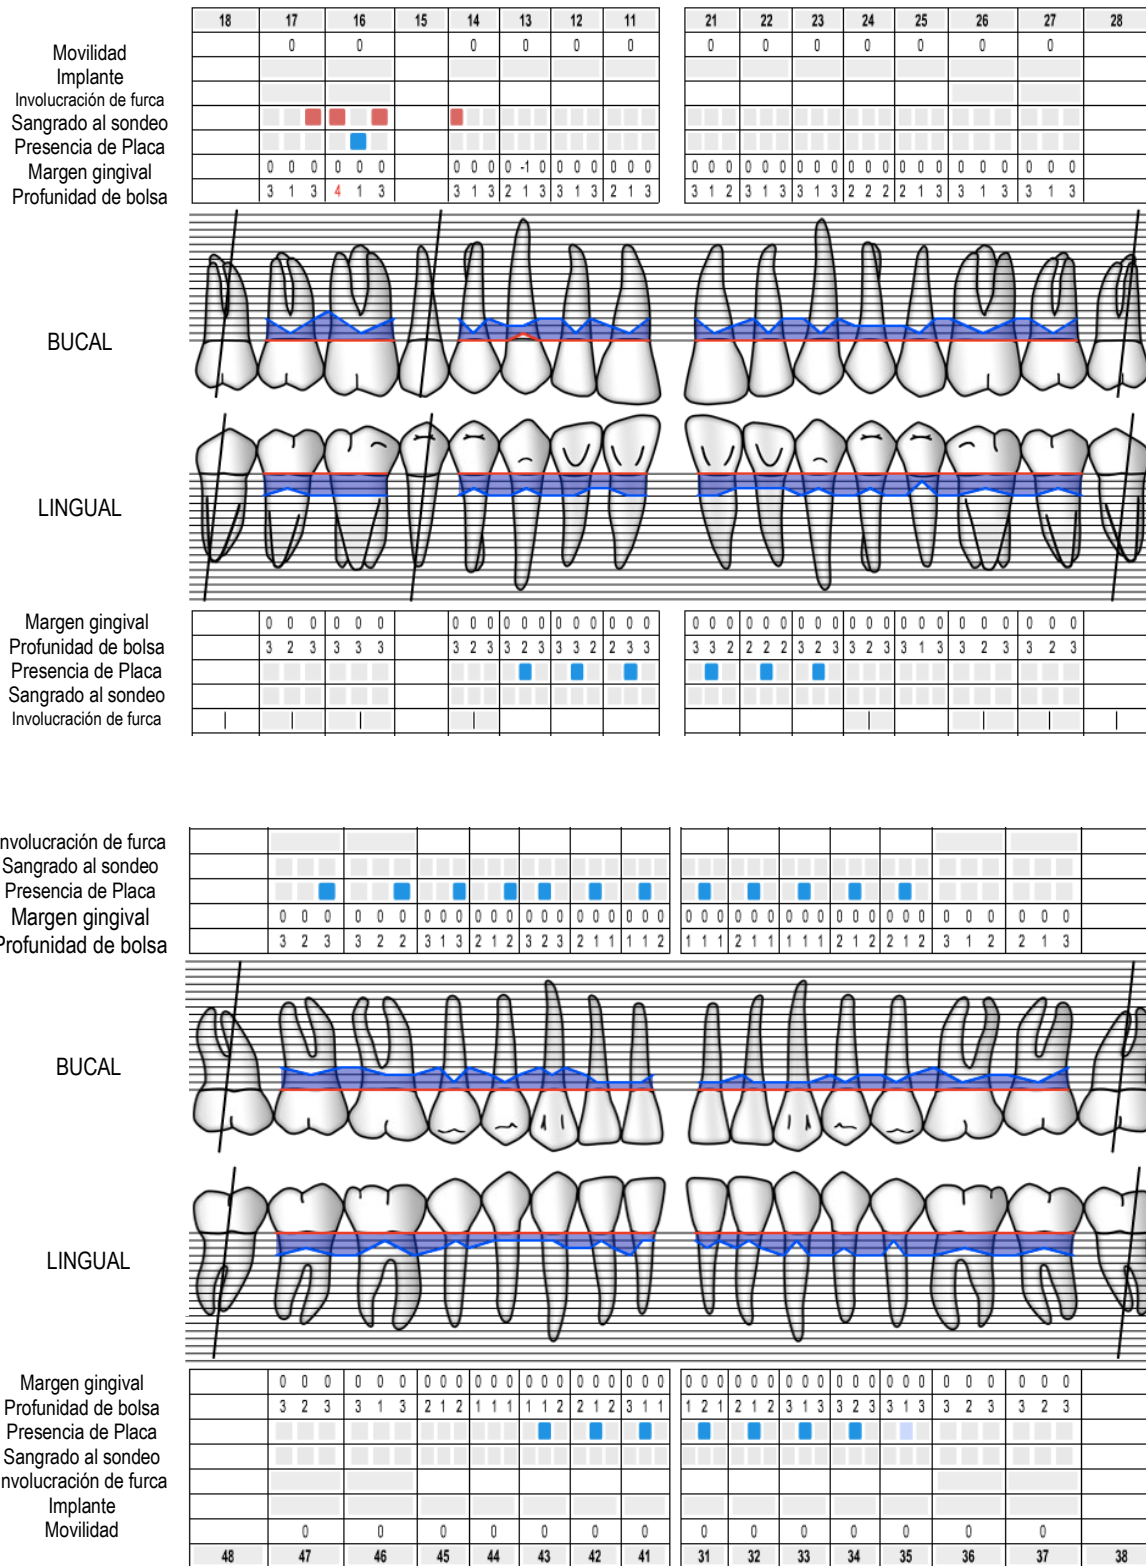 18 17 16 15 14 13 12 11 21 22 23 24 25 26 27 28
Movilidad 0 0 0 0 0 0 0 0 0 0 0 0 0
Implante
Involucración de furca
Sangrado al sondeo
Presencia de Placa
Margen gingival 0 0 0 0 0 0 0 0 0 0 -1 0 0 0 0 0 0 0 0 0 0 0 0 0 0 0 0 0 0 0 0 0 0 0 0 0 0 0 0
Profunidad de bolsa 3 1 3 4 1 3 3 1 3 2 1 3 3 1 3 2 1 3 3 1 2 3 1 3 3 1 3 2 2 2 2 1 3 3 1 3 3 1 3
BUCAL
LINGUAL
Margen gingival 0 0 0 0 0 0 0 0 0 0 0 0 0 0 0 0 0 0 0 0 0 0 0 0 0 0 0 0 0 0 0 0 0 0 0 0 0 0 0
Profunidad de bolsa 3 2 3 3 3 3 3 2 3 3 2 3 3 3 2 2 3 3 3 3 2 2 2 2 3 2 3 3 2 3 3 1 3 3 2 3 3 2 3
Presencia de Placa
Sangrado al sondeo
Involucración de furca
nvolucración de furca
Sangrado al sondeo
Presencia de Placa
Margen gingival 0 0 0 0 0 0 0 0 0 0 0 0 0 0 0 0 0 0 0 0 0 0 0 0 0 0 0 0 0 0 0 0 0 0 0 0 0 0 0 0 0 0
Profunidad de bolsa 3 2 3 3 2 2 3 1 3 2 1 2 3 2 3 2 1 1 1 1 2 1 1 1 2 1 1 1 1 1 2 1 2 2 1 2 3 1 2 2 1 3
BUCAL
LINGUAL
Margen gingival 0 0 0 0 0 0 0 0 0 0 0 0 0 0 0 0 0 0 0 0 0 0 0 0 0 0 0 0 0 0 0 0 0 0 0 0 0 0 0 0 0 0
Profunidad de bolsa 3 2 3 3 1 3 2 1 2 1 1 1 1 1 2 2 1 2 3 1 1 1 2 1 2 1 2 3 1 3 3 2 3 3 1 3 3 2 3 3 2 3
Presencia de Placa
Sangrado al sondeo
nvolucración de furca
Implante
Movilidad 0 0 0 0 0 0 0 0 0 0 0 0 0 0
48 47 46 45 44 43 42 41 31 32 33 34 35 36 37 38